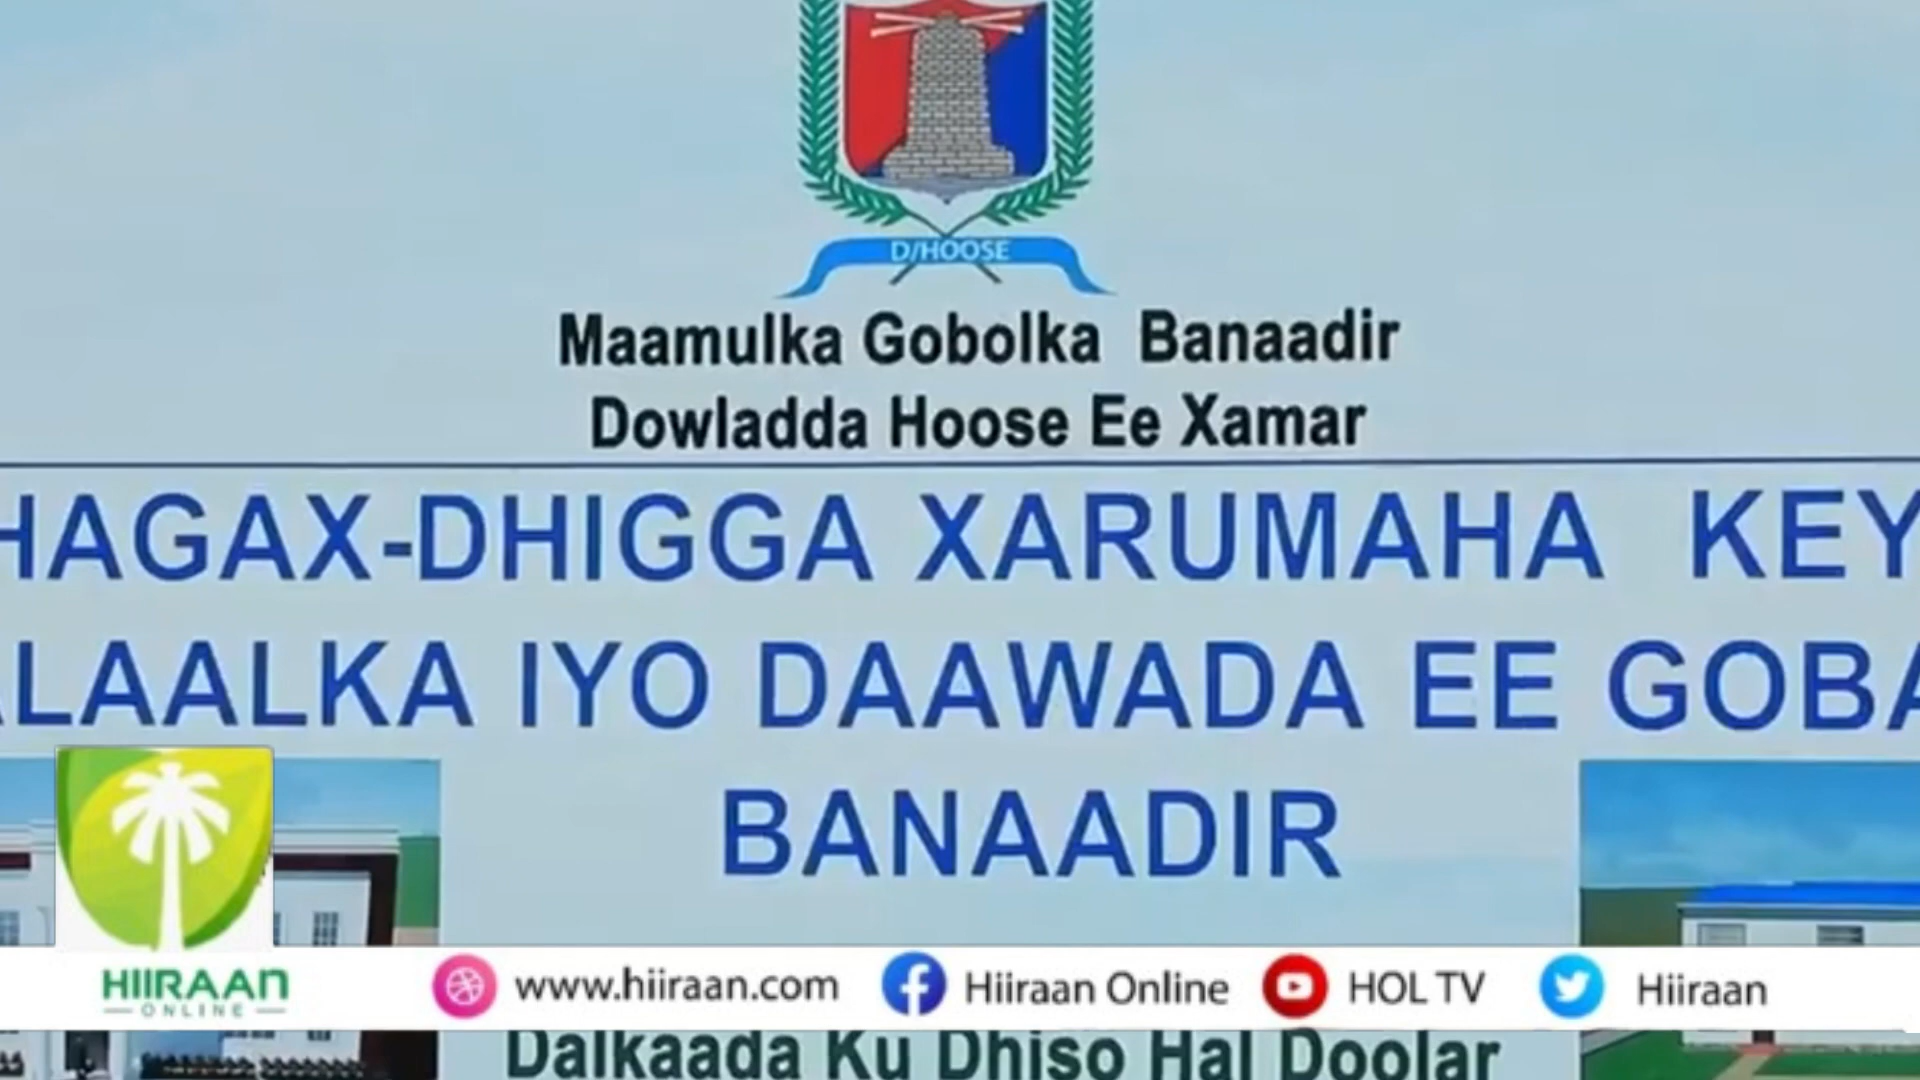 D/HOOSE
Maamulka Gobolka Banaadir
Dowladda Hoose Ee Xamar
HAGAX-DHIGGA XARUMAHA KEY
LAALKA IYO DAAWADA EE GOBA
BANAADIR
HIIRAAN
ONLINE
www.hiiraan.com
Hiiraan Online
HOL TV
Hiiraan
Dalkaada Ku Dhiso Hal Doolar